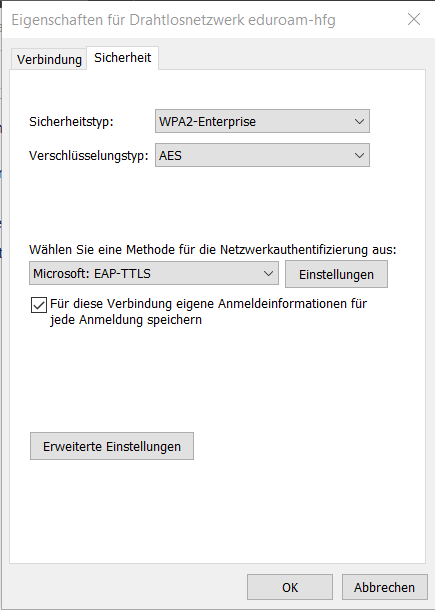 Eigenschaften für Drahtlosnetzwerk eduroam-hfg
Verbindung Sicherheit
Sicherheitstyp: WPA2-Enterprise
Verschlüsselungstyp: AES
Wählen Sie eine Methode für die Netzwerkauthentifizierung aus:
Microsoft: EAP-TTLS Einstellungen
Für diese Verbindung eigene Anmeldeinformationen für
jede Anmeldung speichern
Erweiterte Einstellungen
OK Abbrechen